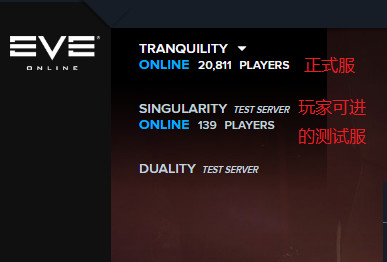 EVE
ONLINE
TRANQUILITY
ONLINE 20,811 PLAYERS 正式服
SINGULARITY TEST SERVER 玩家可进
ONLINE 139 PLAYERS 的测试服
DUALITY TEST SERVER